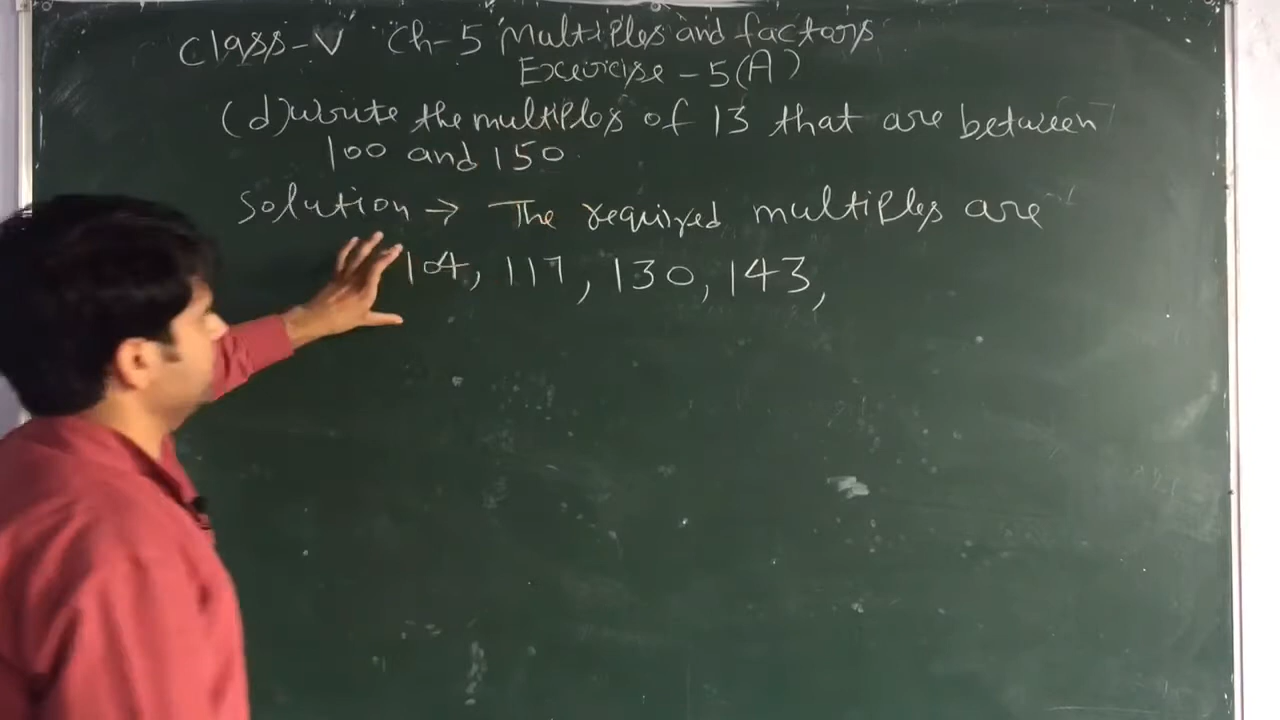 Class-V Ch-5 Multiples and factors
Exercise-5(A)
(d) Write the multiples of 13 that are between
100 and 150.
Solution → The required multiples are
104, 117, 130, 143,